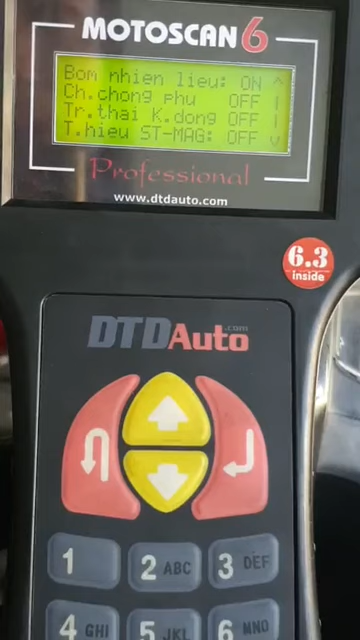 MOTOSCAN 6
Bom nhien lieu: ON ^
Ch.chong phu OFF |
Tr.thai K.dong OFF |
T.hieu ST-MAG: OFF v
Professional
www.dtdauto.com
6.3
inside
DTDAuto.com
1
2 ABC
3 DEF
4 GHI
5 JKL
6 MNO